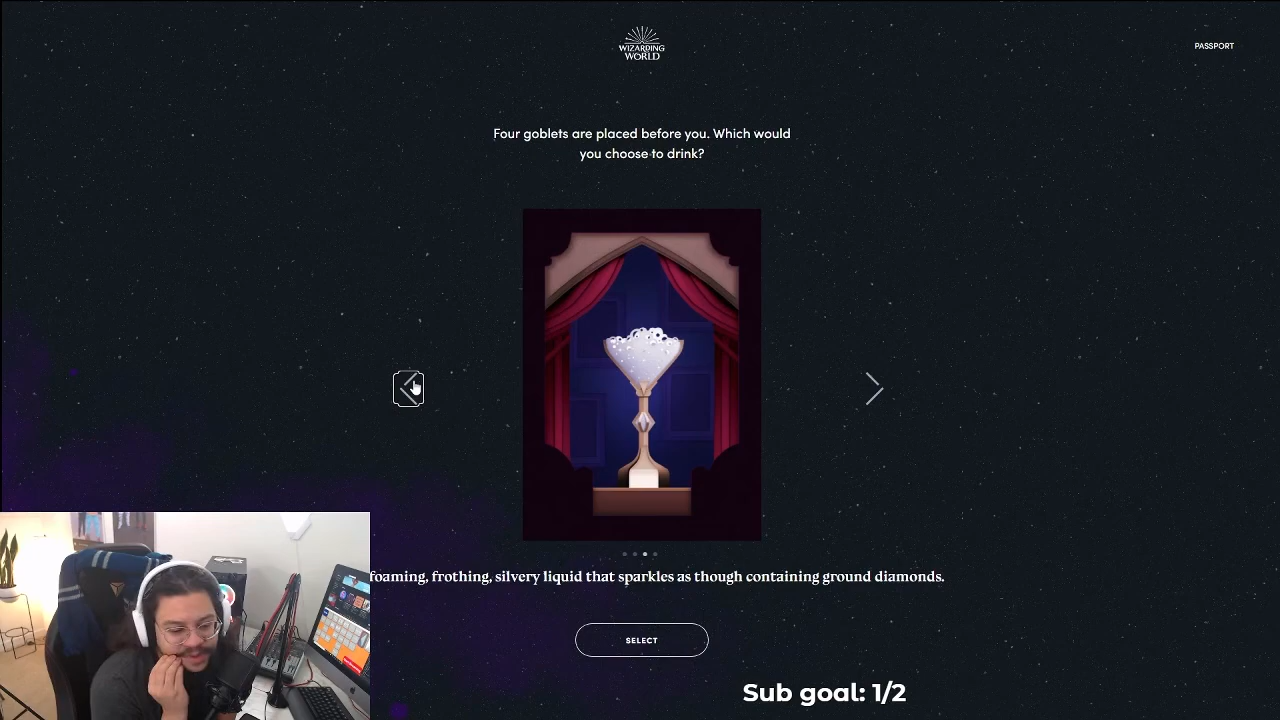 WIZARDING
WORLD
PASSPORT
Four goblets are placed before you. Which would
you choose to drink?
foaming, frothing, silvery liquid that sparkles as though containing ground diamonds.
SELECT
Sub goal: 1/2